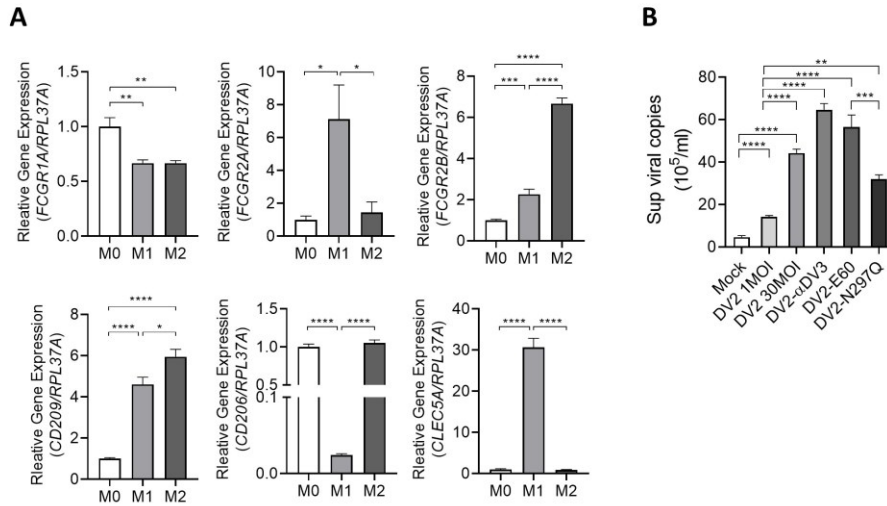 A
B
Rleative Gene Expression
(FCGR1A/RPL37A)
1.5
1.0
0.5
0.0
**
**
M0 M1 M2
Rleative Gene Expression
(FCGR2A/RPL37A)
10
8
6
4
2
0
* *
M0 M1 M2
Rleative Gene Expression
(FCGR2B/RPL37A)
8
6
4
2
0
****
*** ****
M0 M1 M2
Sup viral copies
(10⁵/ml)
80
60
40
20
0
**
****
****
**** ***
****
****
Mock
DV2 1MOI
DV2 30MOI
DV2-αDV3
DV2-E60
DV2-N297Q
Rleative Gene Expression
(CD209/RPL37A)
8
6
4
2
0
****
**** *
M0 M1 M2
Rleative Gene Expression
(CD206/RPL37A)
1.5
1.0
0.5
0.1
0.0
**** ****
M0 M1 M2
Rleative Gene Expression
(CLEC5A/RPL37A)
40
30
20
10
0
**** ****
M0 M1 M2